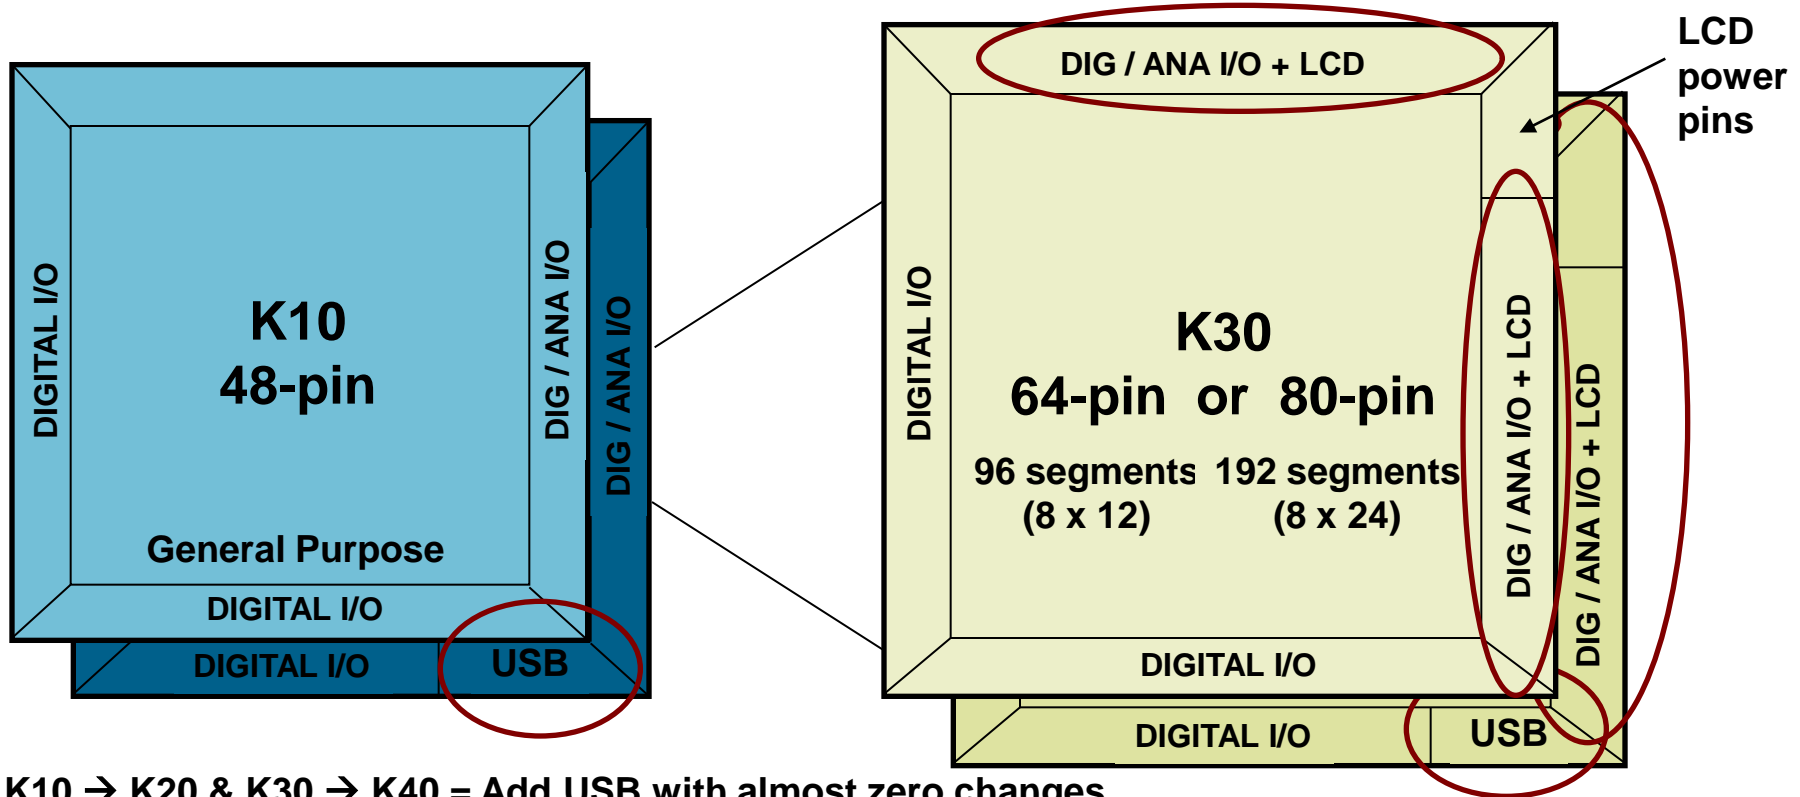 DIGITAL I/O
K10
48-pin
General Purpose
DIG / ANA I/O
DIG / ANA I/O
DIGITAL I/O
DIGITAL I/O
USB
DIG / ANA I/O + LCD
LCD
power
pins
DIGITAL I/O
K30
64-pin or 80-pin
96 segments 192 segments
(8 x 12) (8 x 24)
DIG / ANA I/O + LCD
DIG / ANA I/O + LCD
DIGITAL I/O
DIGITAL I/O
USB
K10 → K20 & K30 → K40 = Add USB with almost zero changes